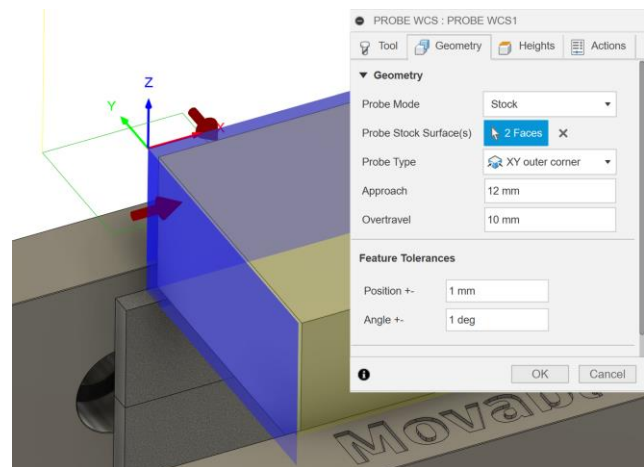 PROBE WCS : PROBE WCS1
Tool
Geometry
Heights
Actions
Geometry
Probe Mode
Stock
Probe Stock Surface(s)
2 Faces
Probe Type
XY outer corner
Approach
12 mm
Overtravel
10 mm
Feature Tolerances
Position +-
1 mm
Angle +-
1 deg
OK
Cancel
Z
Y
X